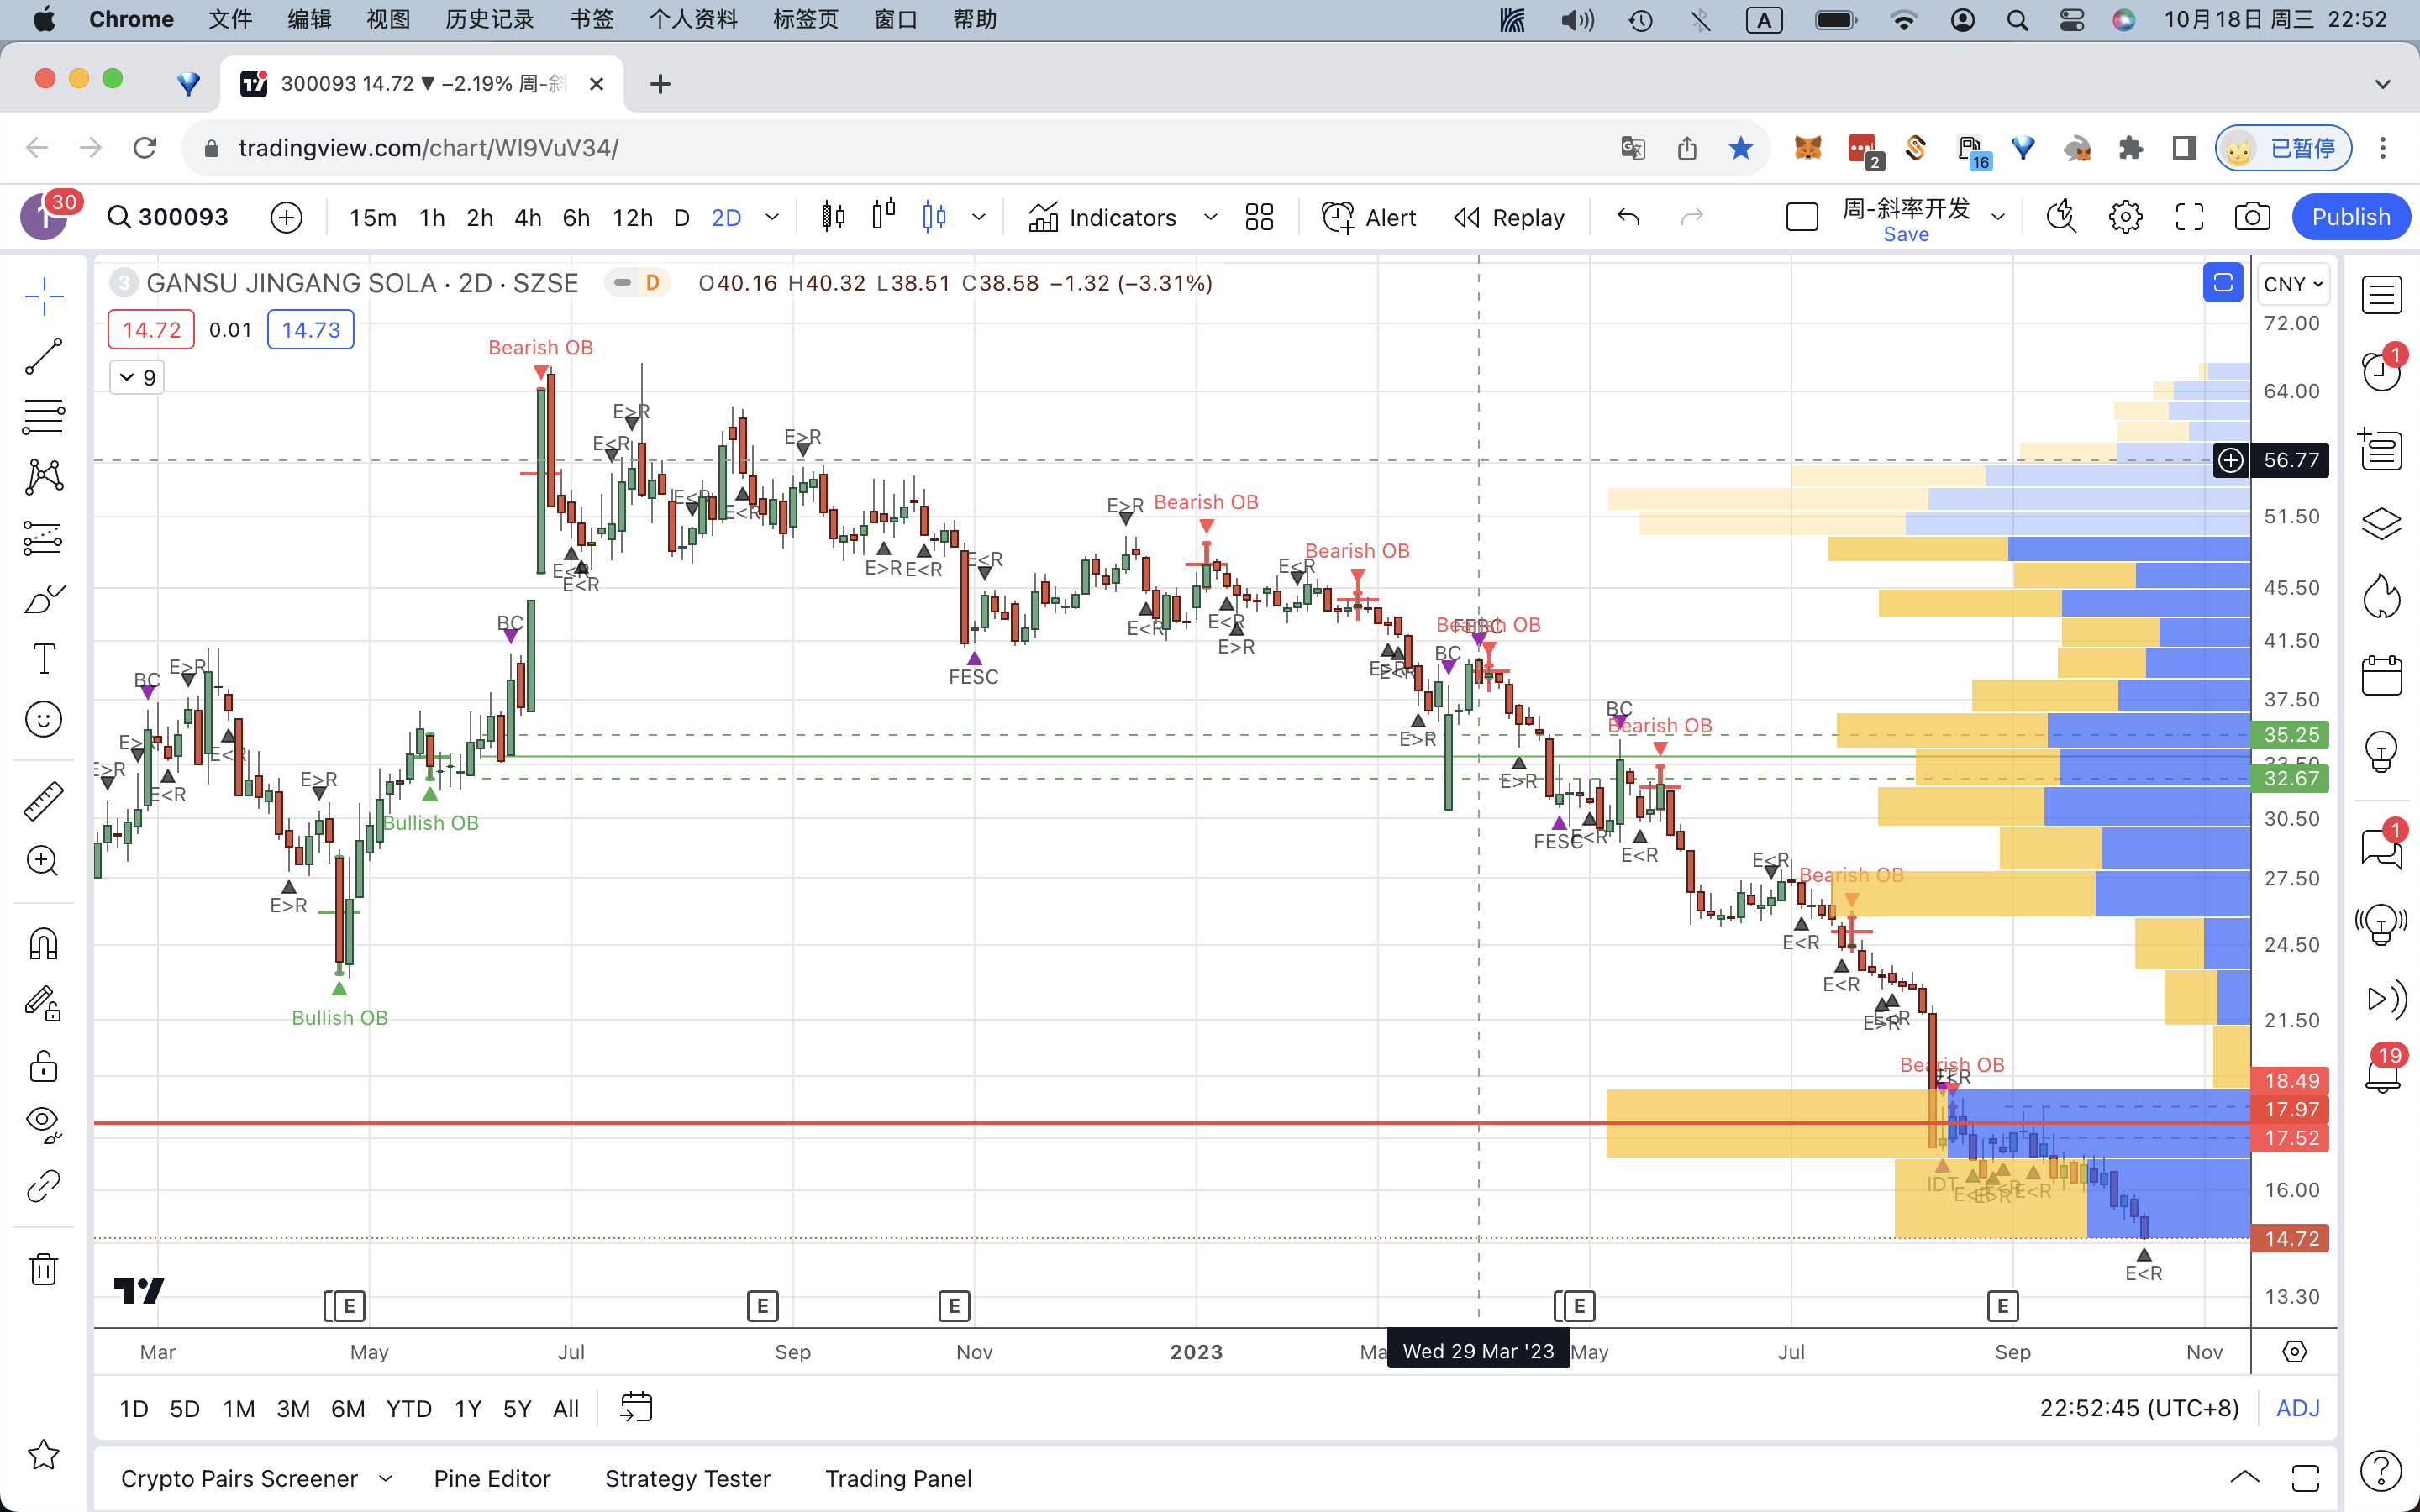 Chrome 文件 编辑 视图 历史记录 书签 个人资料 标签页 窗口 帮助 A 10月18日 周三 22:52
300093 14.72 ▼ −2.19% 周-斜
tradingview.com/chart/Wl9VuV34/ 2 16 已暂停
1 30 300093 15m 1h 2h 4h 6h 12h D 2D Indicators Alert Replay 周-斜率开发 Save Publish
3 GANSU JINGANG SOLA · 2D · SZSE D O40.16 H40.32 L38.51 C38.58 −1.32 (−3.31%) CNY
14.72 0.01 14.73
9
72.00
64.00
56.77
51.50
45.50
41.50
37.50
35.25
32.67
30.50
27.50
24.50
21.50
18.49
17.97
17.52
16.00
14.72
13.30
Bearish OB
E>R
E<R
E>R
E<R
E<R
E<R
E<R
E>R E<R
BC
BC
E>R
E<R
E<R
E>R
E>R
Bullish OB
E>R
Bullish OB
E<R
FESC
E>R
Bearish OB
E<R
E<R
E>R
Bearish OB
E<R
Bearish OB
BC
E>R
E>R
BC
Bearish OB
FESC
E<R
E<R
E<R
Bearish OB
E<R
E<R
Bearish OB
IDT
E<R
E<R
E E E E E
Mar May Jul Sep Nov 2023 Wed 29 Mar '23 May Jul Sep Nov
1D 5D 1M 3M 6M YTD 1Y 5Y All 22:52:45 (UTC+8) ADJ
Crypto Pairs Screener Pine Editor Strategy Tester Trading Panel
1
1
19